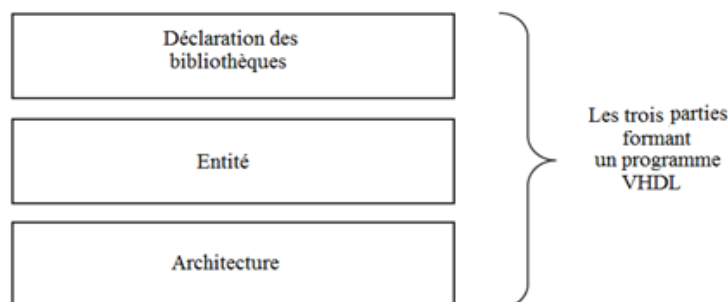 Déclaration des
bibliothèques
Entité
Architecture
Les trois parties
formant
un programme
VHDL